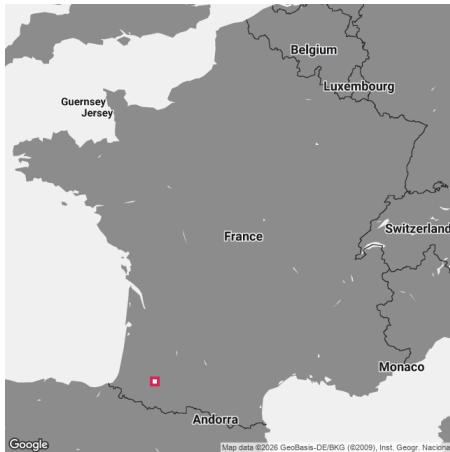 Belgium
Luxembourg
Guernsey
Jersey
France
Switzerland
Monaco
Andorra
Google
Map data ©2026 GeoBasis-DE/BKG (©2009), Inst. Geogr. Naciona